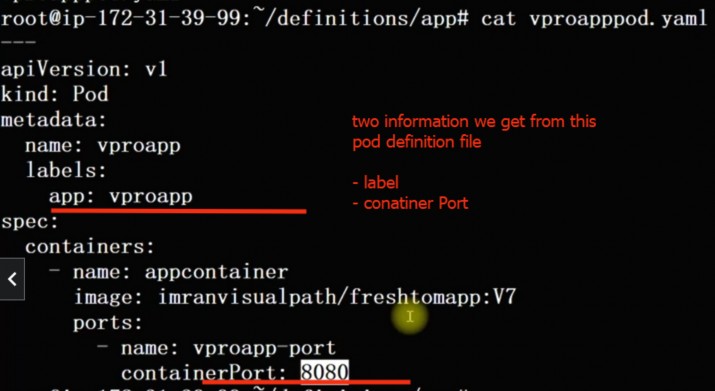 root@ip-172-31-39-99:~/definitions/app# cat vproapppod.yaml
---
apiVersion: v1
kind: Pod
metadata:
  name: vproapp
  labels:
    app: vproapp
spec:
  containers:
    - name: appcontainer
      image: imranvisualpath/freshtomapp:V7
      ports:
        - name: vproapp-port
          containerPort: 8080
two information we get from this
pod definition file
- label
- conatiner Port